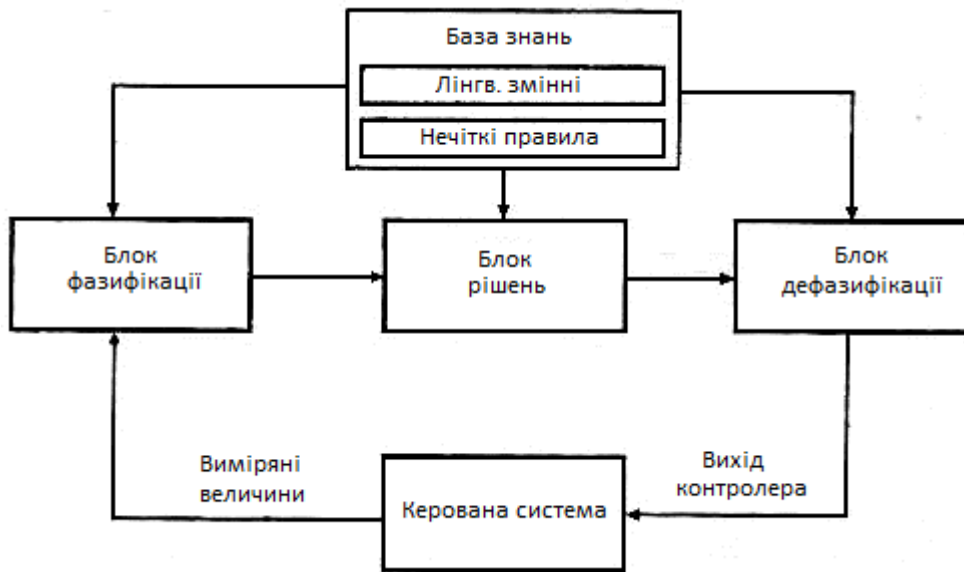 База знань
Лінгв. змінні
Нечіткі правила
Блок
фазифікації
Блок
рішень
Блок
дефазифікації
Виміряні
величини
Керована система
Вихід
контролера